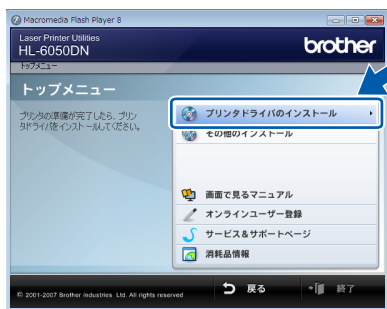 Macromedia Flash Player 8
Laser Printer Utilities
HL-6050DN
brother
トップメニュー
トップメニュー
プリンタの準備が完了したら、プリン
タドライバをインストールしてください。
プリンタドライバのインストール
その他のインストール
画面で見るマニュアル
オンラインユーザー登録
サービス&サポートページ
消耗品情報
© 2001-2007 Brother Industries Ltd. All rights reserved
戻る
終了